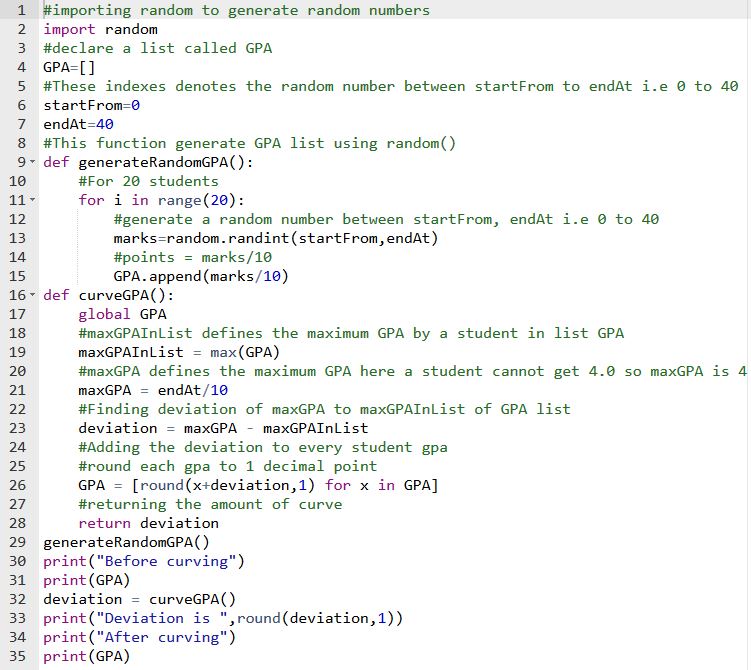 1 #importing random to generate random numbers
2 import random
3 #declare a list called GPA
4 GPA=[]
5 #These indexes denotes the random number between startFrom to endAt i.e 0 to 40
6 startFrom=0
7 endAt=40
8 #This function generate GPA list using random()
9 def generateRandomGPA():
10     #For 20 students
11     for i in range(20):
12         #generate a random number between startFrom, endAt i.e 0 to 40
13         marks=random.randint(startFrom,endAt)
14         #points = marks/10
15         GPA.append(marks/10)
16 def curveGPA():
17     global GPA
18     #maxGPAInList defines the maximum GPA by a student in list GPA
19     maxGPAInList = max(GPA)
20     #maxGPA defines the maximum GPA here a student cannot get 4.0 so maxGPA is 4
21     maxGPA = endAt/10
22     #Finding deviation of maxGPA to maxGPAInList of GPA list
23     deviation = maxGPA - maxGPAInList
24     #Adding the deviation to every student gpa
25     #round each gpa to 1 decimal point
26     GPA = [round(x+deviation,1) for x in GPA]
27     #returning the amount of curve
28     return deviation
29 generateRandomGPA()
30 print("Before curving")
31 print(GPA)
32 deviation = curveGPA()
33 print("Deviation is ",round(deviation,1))
34 print("After curving")
35 print(GPA)